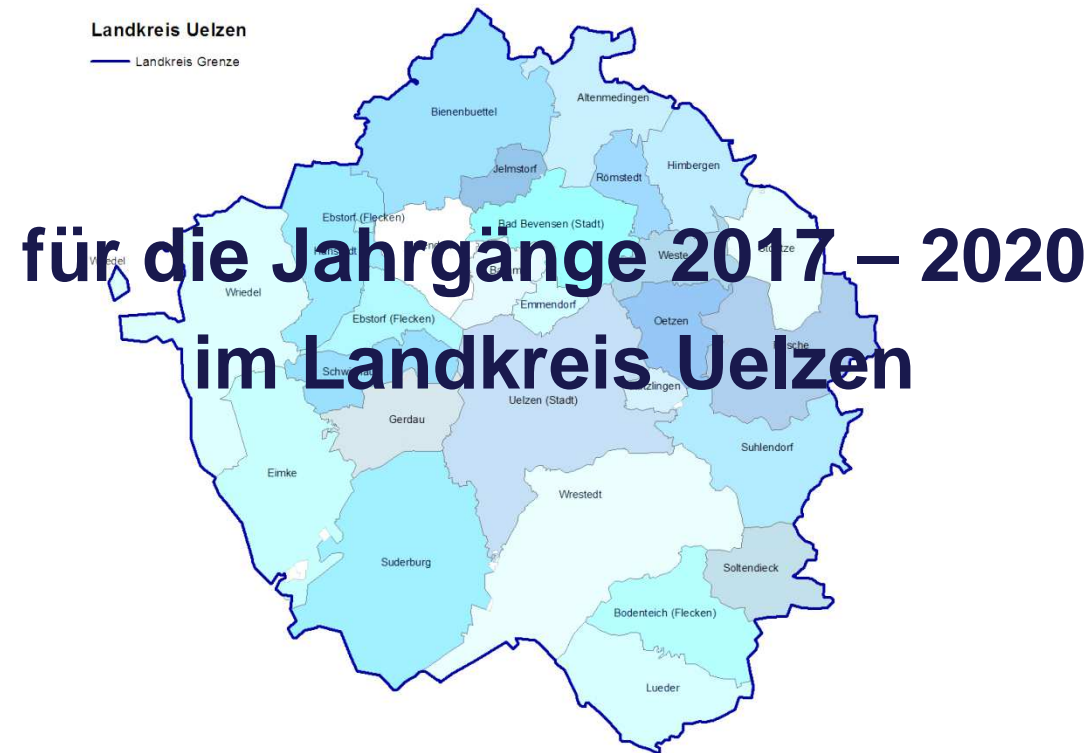 Landkreis Uelzen
Landkreis Grenze
Altenmedingen
Bienenbuettel
Jelmstorf
Himbergen
Römstedt
Ebstorf (Flecken)
Bad Bevensen (Stadt)
für die Jahrgänge 2017 – 2020
Weste
Wriedel
Emmendorf
Ebstorf (Flecken)
Oetzen
im Landkreis Uelzen
Uelzen (Stadt)
Gerdau
Suhlendorf
Eimke
Wrestedt
Suderburg
Soltendieck
Bodenteich (Flecken)
Lueder